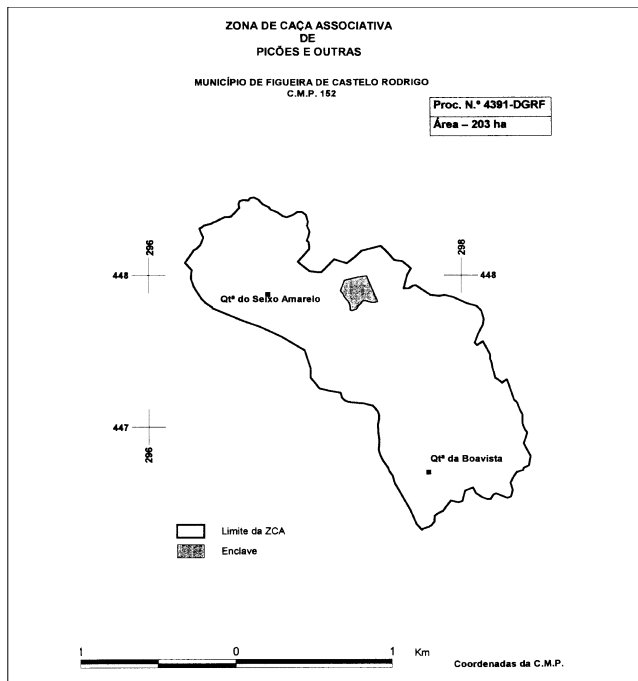 ZONA DE CAÇA ASSOCIATIVA
DE
PICÕES E OUTRAS
MUNICÍPIO DE FIGUEIRA DE CASTELO RODRIGO
C.M.P. 152
Proc. N.º 4391-DGRF
Área – 203 ha
296
298
448
448
Qtª do Seixo Amarelo
447
296
Qtª da Boavista
Limite da ZCA
Enclave
1 0 1 Km
Coordenadas da C.M.P.